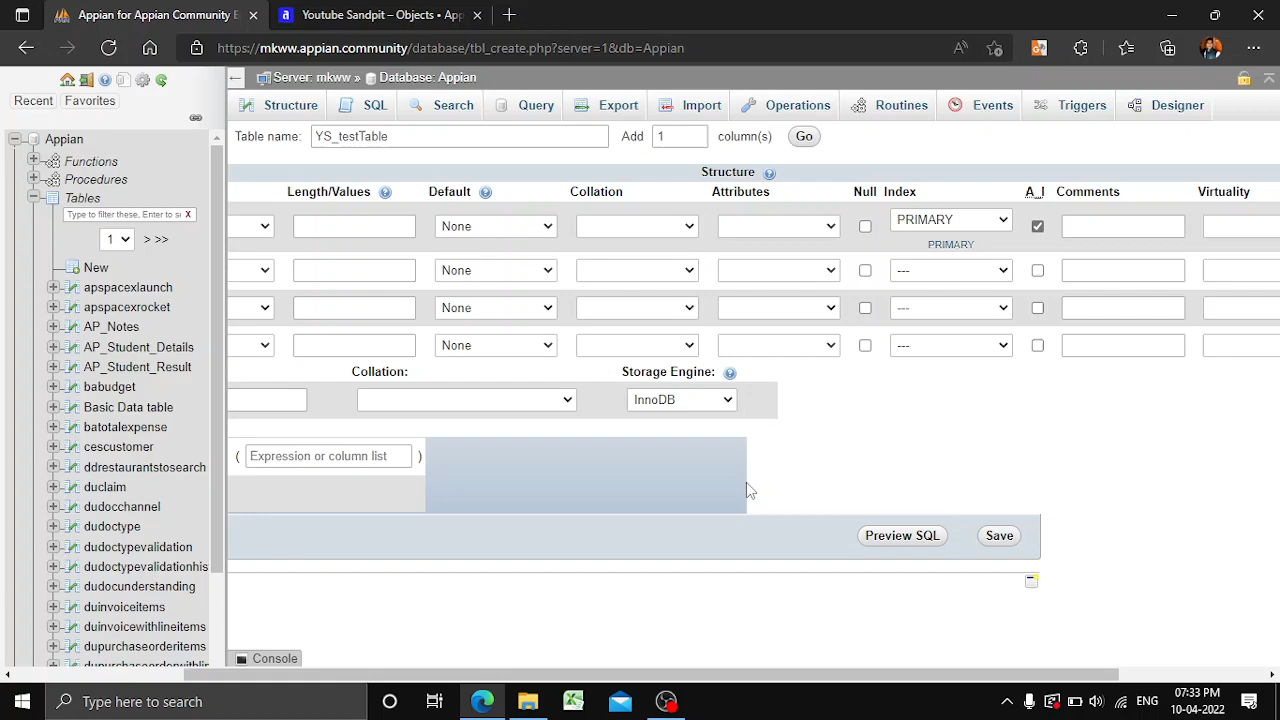 Appian for Appian Community E
Youtube Sandpit – Objects • App
https://mkww.appian.community/database/tbl_create.php?server=1&db=Appian
Recent Favorites
Server: mkww » Database: Appian
Structure SQL Search Query Export Import Operations Routines Events Triggers Designer
Table name: YS_testTable Add 1 column(s) Go
Structure
Length/Values Default Collation Attributes Null Index A_I Comments Virtuality
None PRIMARY
PRIMARY
None ---
None ---
None ---
Collation: Storage Engine:
InnoDB
( Expression or column list )
Preview SQL Save
Console
Appian
Functions
Procedures
Tables
Type to filter these, Enter to s X
1 > >>
New
apspacexlaunch
apspacexrocket
AP_Notes
AP_Student_Details
AP_Student_Result
babudget
Basic Data table
batotalexpense
cescustomer
ddrestaurantstosearch
duclaim
dudocchannel
dudoctype
dudoctypevalidation
dudoctypevalidationhis
dudocunderstanding
duinvoiceitems
duinvoicewithlineitems
dupurchaseorderitems
dupurchaseorderwithlin
Type here to search
ENG
07:33 PM
10-04-2022